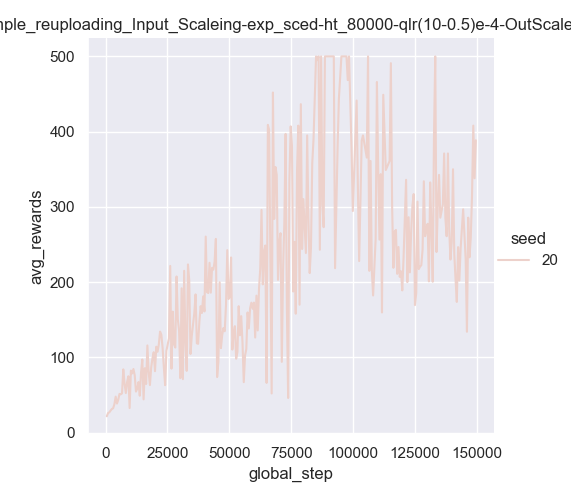 mple_reuploading_Input_Scaleing-exp_sced-ht_80000-qlr(10-0.5)e-4-OutScale
500
400
300
200
100
0
avg_rewards
0 25000 50000 75000 100000 125000 150000
global_step
seed
20